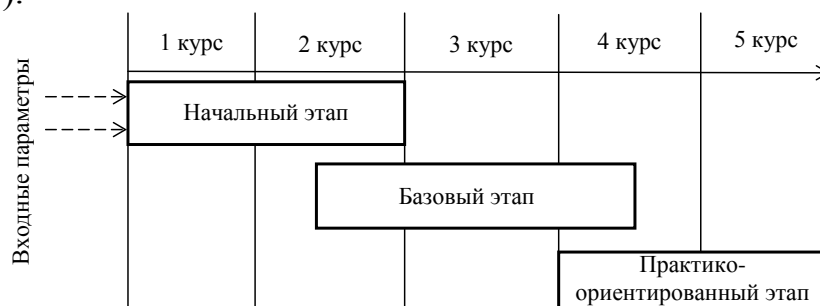 ).
1 курс
2 курс
3 курс
4 курс
5 курс
Входные параметры
Начальный этап
Базовый этап
Практико-
ориентированный этап